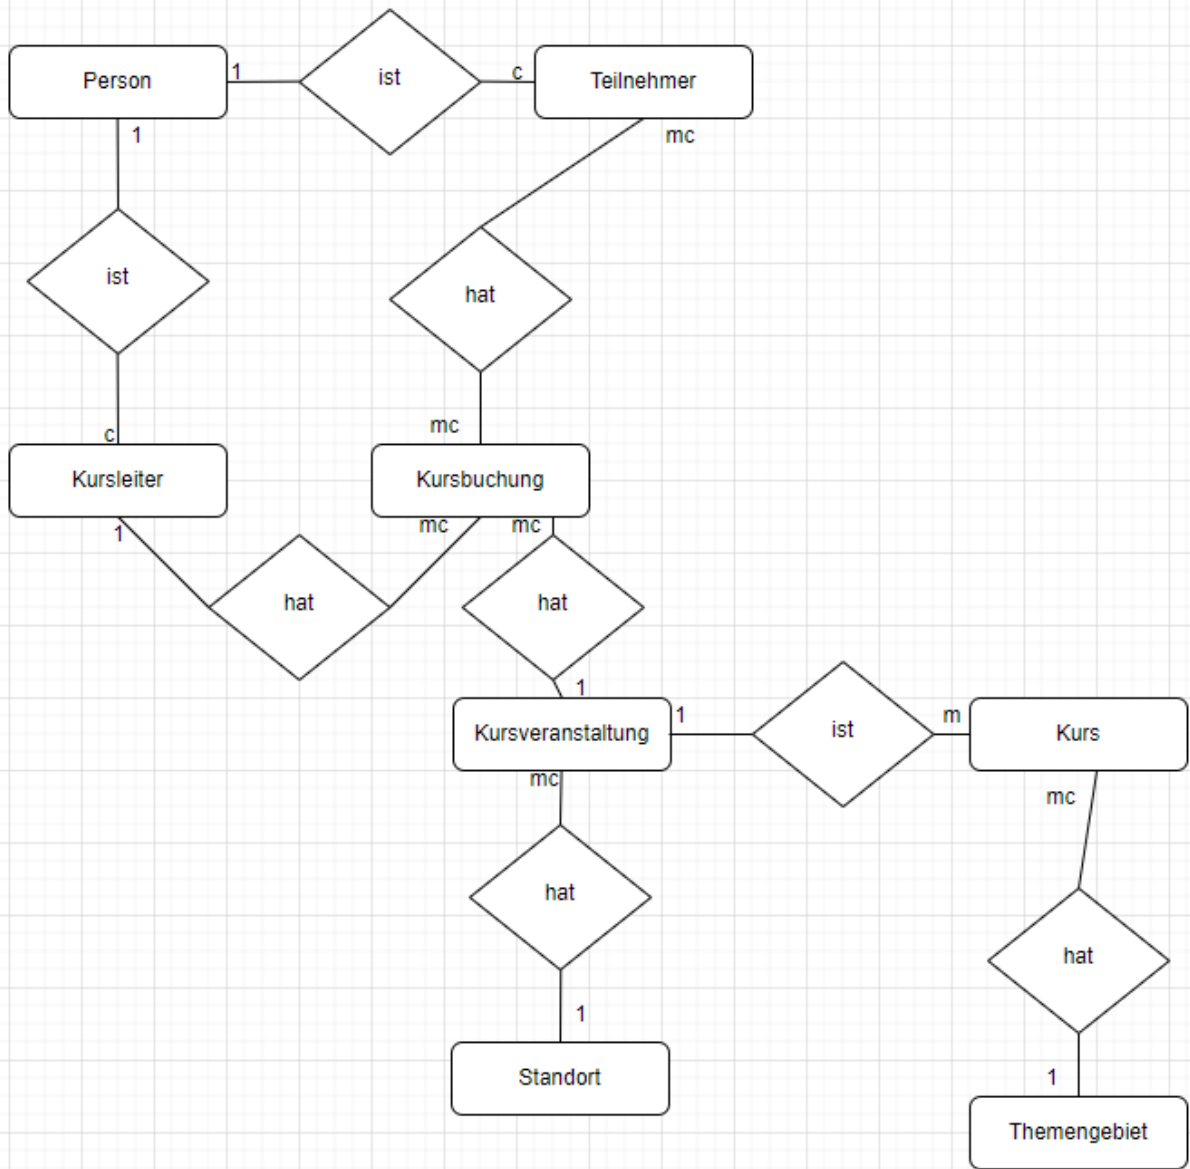 Person
1
ist
c
Teilnehmer
1
mc
ist
hat
c
mc
Kursleiter
Kursbuchung
1
mc
mc
hat
hat
1
Kursveranstaltung
1
ist
m
Kurs
mc
mc
hat
hat
1
Standort
1
Themengebiet